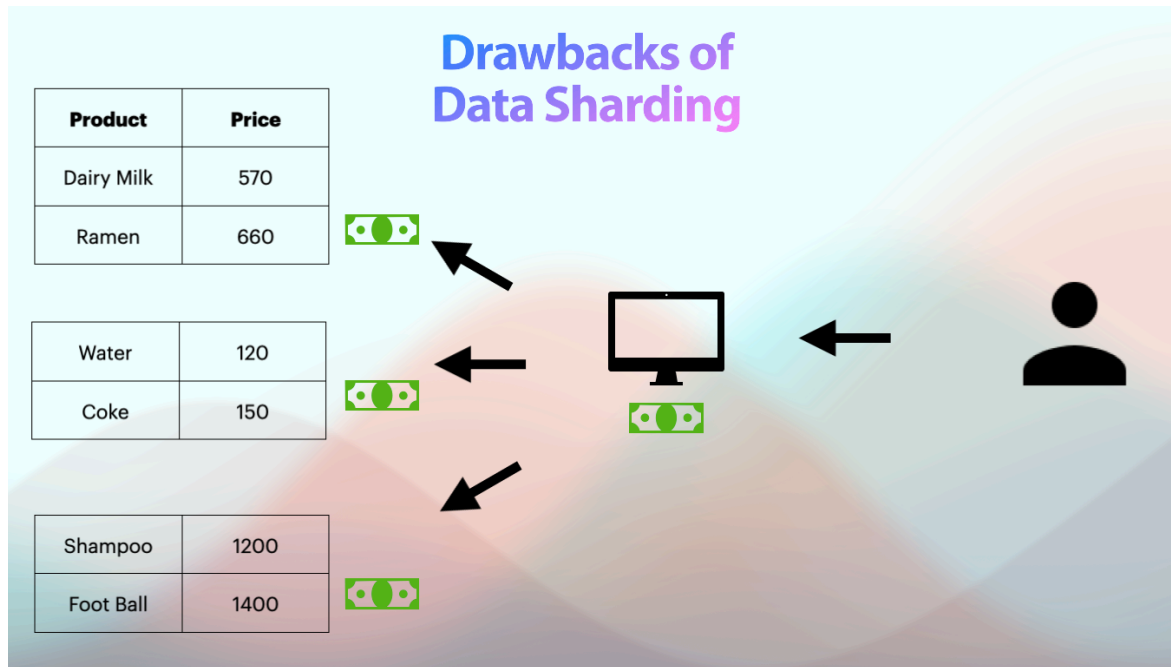 Drawbacks of
Data Sharding
Product Price
Dairy Milk 570
Ramen 660
Water 120
Coke 150
Shampoo 1200
Foot Ball 1400